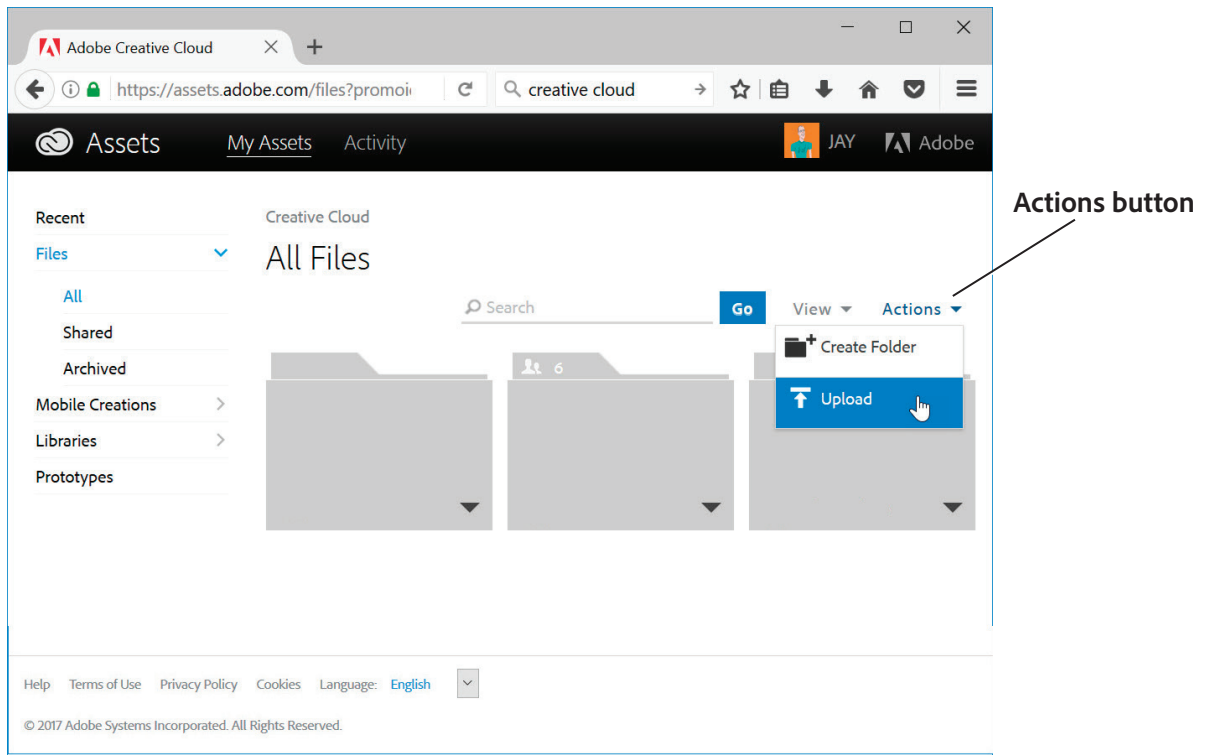 Adobe Creative Cloud
https://assets.adobe.com/files?promoi
creative cloud
Assets My Assets Activity JAY Adobe
Actions button
Recent
Files
All
Shared
Archived
Mobile Creations
Libraries
Prototypes
Creative Cloud
All Files
Search Go View Actions
Create Folder
Upload
6
Help Terms of Use Privacy Policy Cookies Language: English
© 2017 Adobe Systems Incorporated. All Rights Reserved.